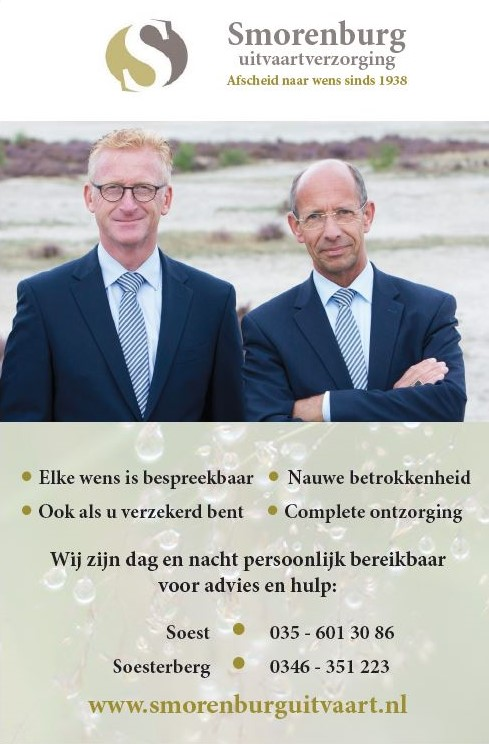 S
Smorenburg
uitvaartverzorging
Afscheid naar wens sinds 1938
• Elke wens is bespreekbaar • Nauwe betrokkenheid
• Ook als u verzekerd bent • Complete ontzorging
Wij zijn dag en nacht persoonlijk bereikbaar
voor advies en hulp:
Soest • 035 - 601 30 86
Soesterberg • 0346 - 351 223
www.smorenburguitvaart.nl